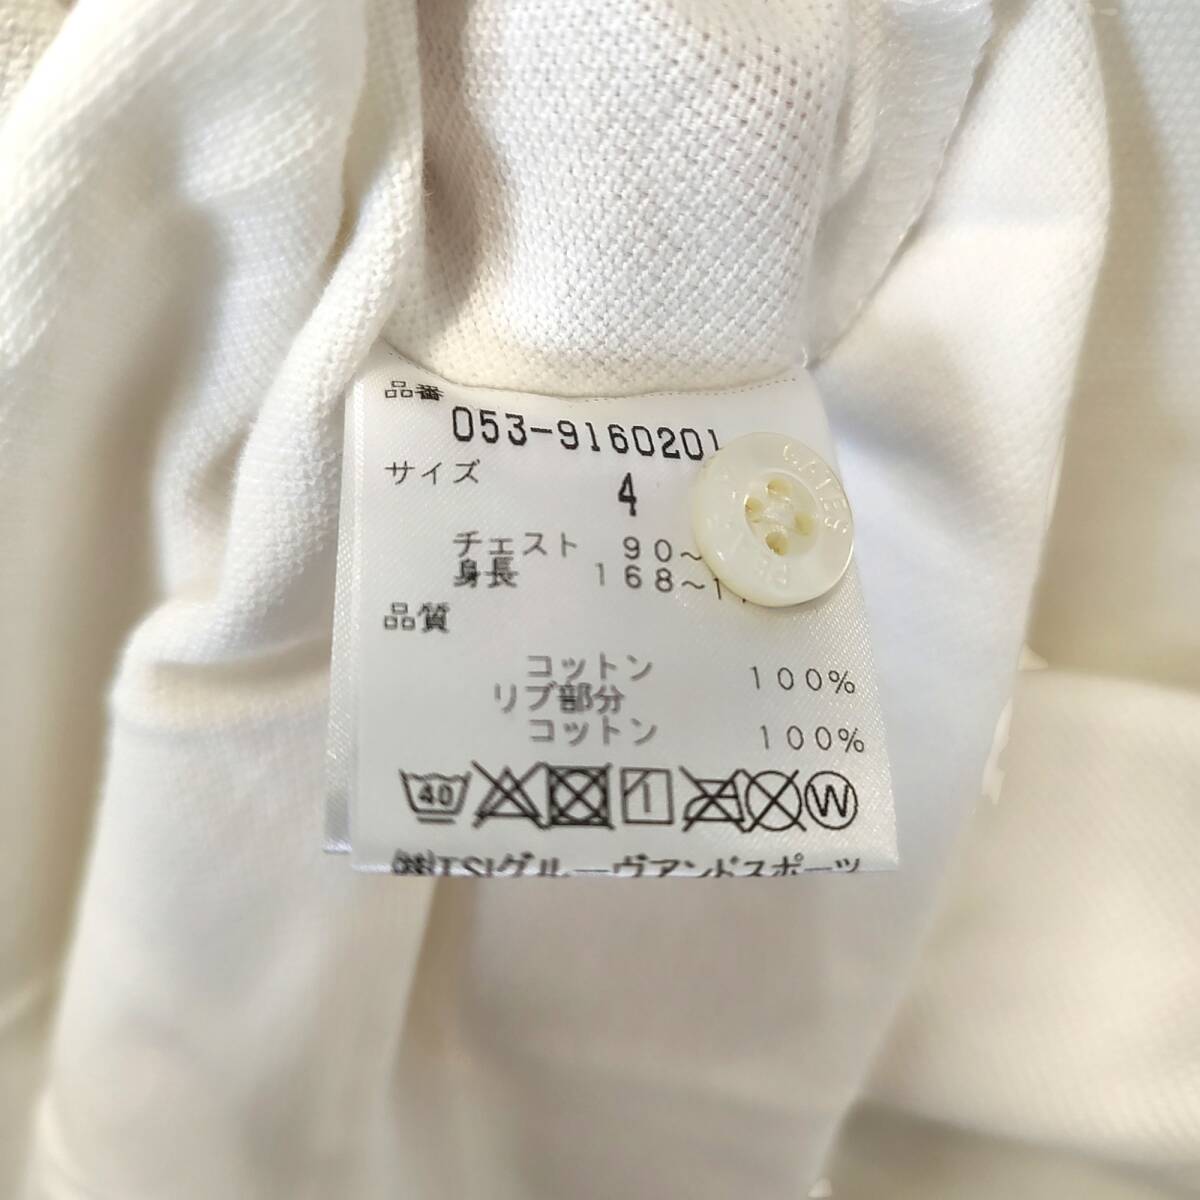 品番
053-9160201
サイズ
4
チェスト 90~
身長 168~1
品質
コットン 100%
リブ部分
コットン 100%
40
W
㈱TSIグルーヴアンドスポーツ